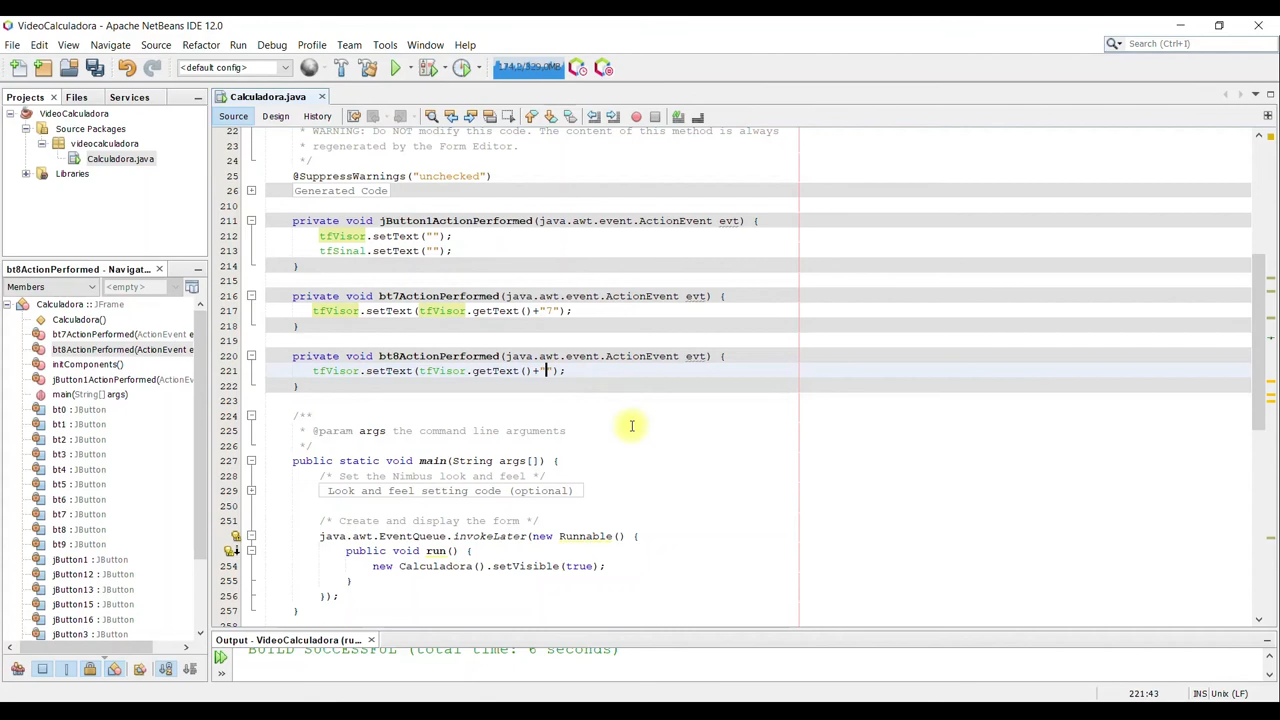 VideoCalculadora - Apache NetBeans IDE 12.0
File Edit View Navigate Source Refactor Run Debug Profile Team Tools Window Help
Search (Ctrl+I)
<default config>
174,2/329,0MB
Projects Files Services
Calculadora.java
VideoCalculadora
Source Packages
videocalculadora
Calculadora.java
Libraries
Source Design History
22 * WARNING: Do NOT modify this code. The content of this method is always
23 * regenerated by the Form Editor.
24 */
25 @SuppressWarnings("unchecked")
26 Generated Code
210
211 private void jButton1ActionPerformed(java.awt.event.ActionEvent evt) {
212 tfVisor.setText("");
213 tfSinal.setText("");
214 }
215
216 private void bt7ActionPerformed(java.awt.event.ActionEvent evt) {
217 tfVisor.setText(tfVisor.getText()+"7");
218 }
219
220 private void bt8ActionPerformed(java.awt.event.ActionEvent evt) {
221 tfVisor.setText(tfVisor.getText()+"");
222 }
223
224 /**
225 * @param args the command line arguments
226 */
227 public static void main(String args[]) {
228 /* Set the Nimbus look and feel */
229 Look and feel setting code (optional)
250
251 /* Create and display the form */
java.awt.EventQueue.invokeLater(new Runnable() {
public void run() {
254 new Calculadora().setVisible(true);
255 }
256 });
257 }
258
bt8ActionPerformed - Navigat...
Members <empty>
Calculadora :: JFrame
Calculadora()
bt7ActionPerformed(ActionEvent e
bt8ActionPerformed(ActionEvent e
initComponents()
jButton1ActionPerformed(ActionE
main(String[] args)
bt0 : JButton
bt1 : JButton
bt2 : JButton
bt3 : JButton
bt4 : JButton
bt5 : JButton
bt6 : JButton
bt7 : JButton
bt8 : JButton
bt9 : JButton
jButton1 : JButton
jButton12 : JButton
jButton13 : JButton
jButton15 : JButton
jButton16 : JButton
jButton3 : JButton
Output - VideoCalculadora (ru...
BUILD SUCCESSFUL (total time: 6 seconds)
221:43 INS Unix (LF)